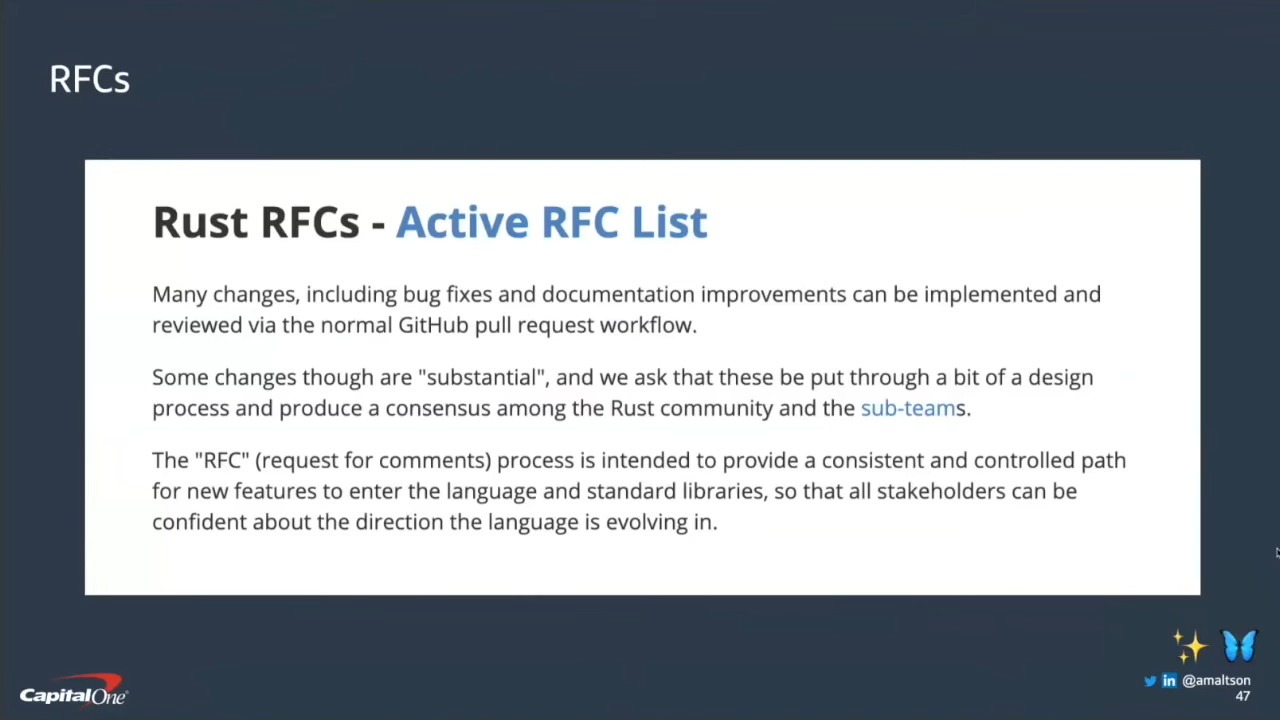 RFCs
Rust RFCs - Active RFC List
Many changes, including bug fixes and documentation improvements can be implemented and
reviewed via the normal GitHub pull request workflow.
Some changes though are "substantial", and we ask that these be put through a bit of a design
process and produce a consensus among the Rust community and the sub-teams.
The "RFC" (request for comments) process is intended to provide a consistent and controlled path
for new features to enter the language and standard libraries, so that all stakeholders can be
confident about the direction the language is evolving in.
in @amaltson
CapitalOne
47